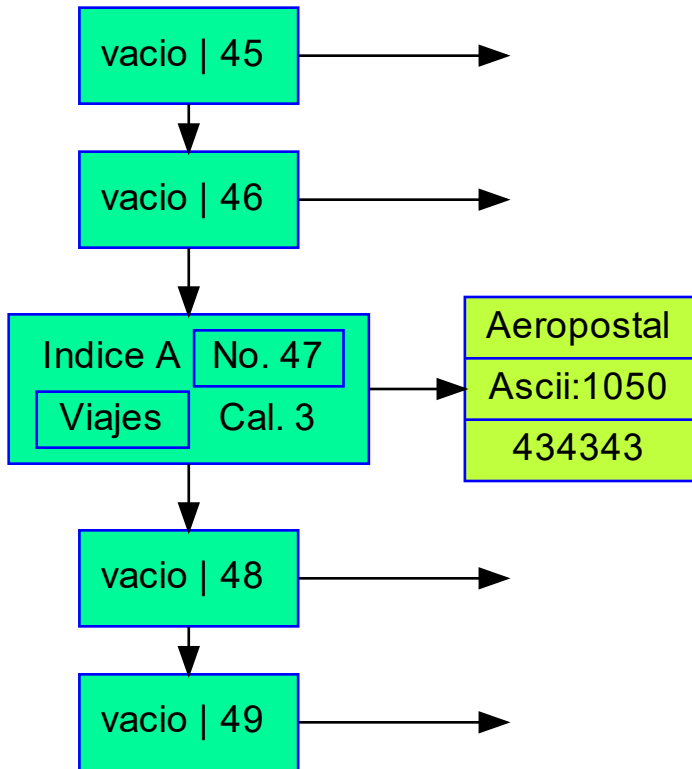 vacio | 45
vacio | 46
Indice A No. 47
Viajes Cal. 3
Aeropostal
Ascii:1050
434343
vacio | 48
vacio | 49